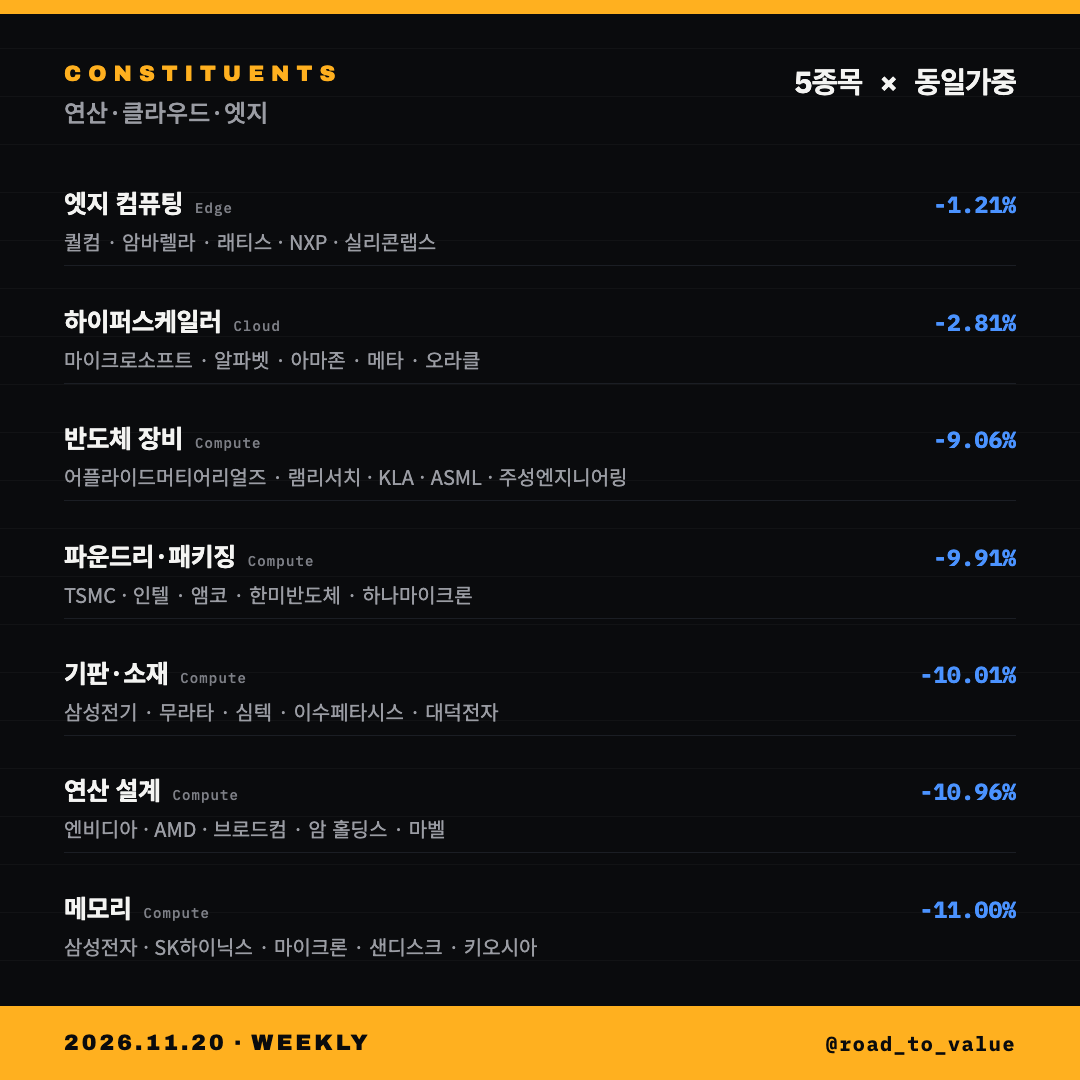 CONSTITUENTS
5종목 × 동일가중
연산·클라우드·엣지
엣지 컴퓨팅 Edge -1.21%
퀄컴 · 암바렐라 · 래티스 · NXP · 실리콘랩스
하이퍼스케일러 Cloud -2.81%
마이크로소프트 · 알파벳 · 아마존 · 메타 · 오라클
반도체 장비 Compute -9.06%
어플라이드머티어리얼즈 · 램리서치 · KLA · ASML · 주성엔지니어링
파운드리·패키징 Compute -9.91%
TSMC · 인텔 · 앰코 · 한미반도체 · 하나마이크론
기판·소재 Compute -10.01%
삼성전기 · 무라타 · 심텍 · 이수페타시스 · 대덕전자
연산 설계 Compute -10.96%
엔비디아 · AMD · 브로드컴 · 암 홀딩스 · 마벨
메모리 Compute -11.00%
삼성전자 · SK하이닉스 · 마이크론 · 샌디스크 · 키오시아
2026.11.20 · WEEKLY
@road_to_value